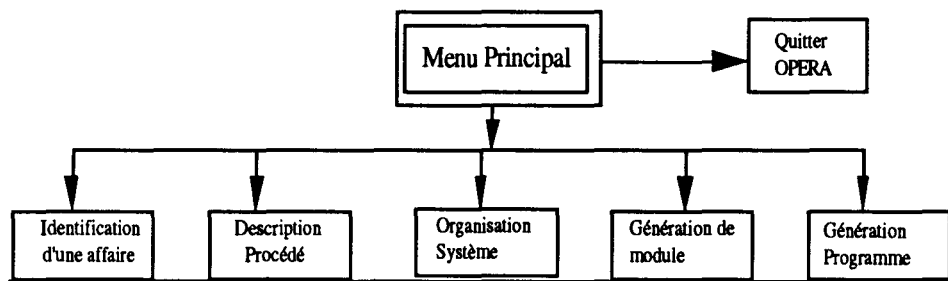 Menu Principal
Quitter
OPERA
Identification
d'une affaire
Description
Procédé
Organisation
Système
Génération de
module
Génération
Programme